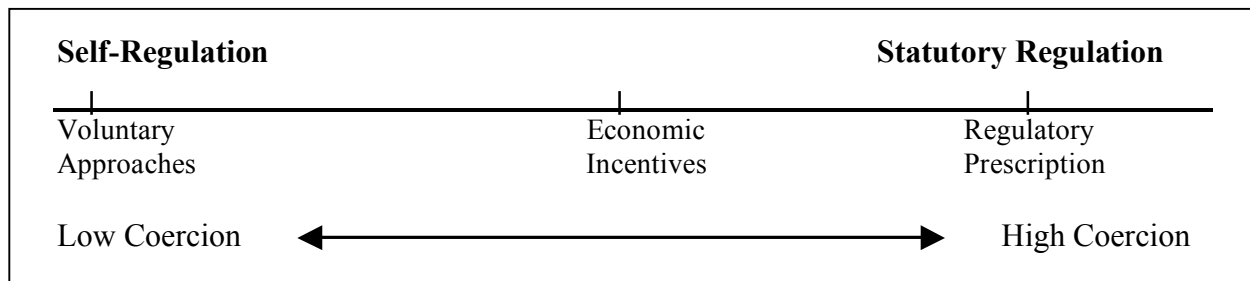 Self-Regulation Statutory Regulation
Voluntary Economic Regulatory
Approaches Incentives Prescription
Low Coercion High Coercion